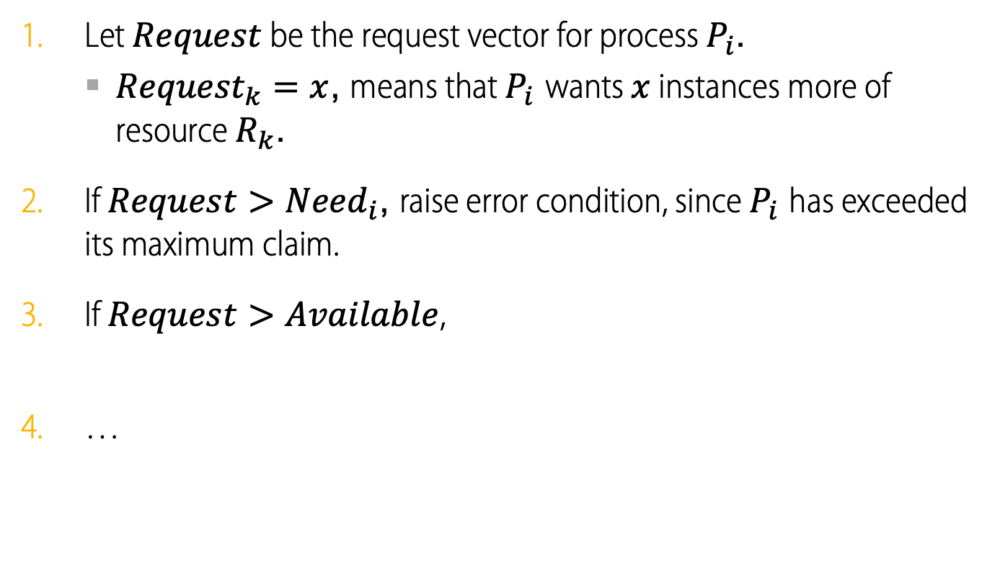 1. Let Request be the request vector for process Pᵢ.
▪ Requestₖ = x, means that Pᵢ wants x instances more of
resource Rₖ.
2. If Request > Needᵢ, raise error condition, since Pᵢ has exceeded
its maximum claim.
3. If Request > Available,
4. …